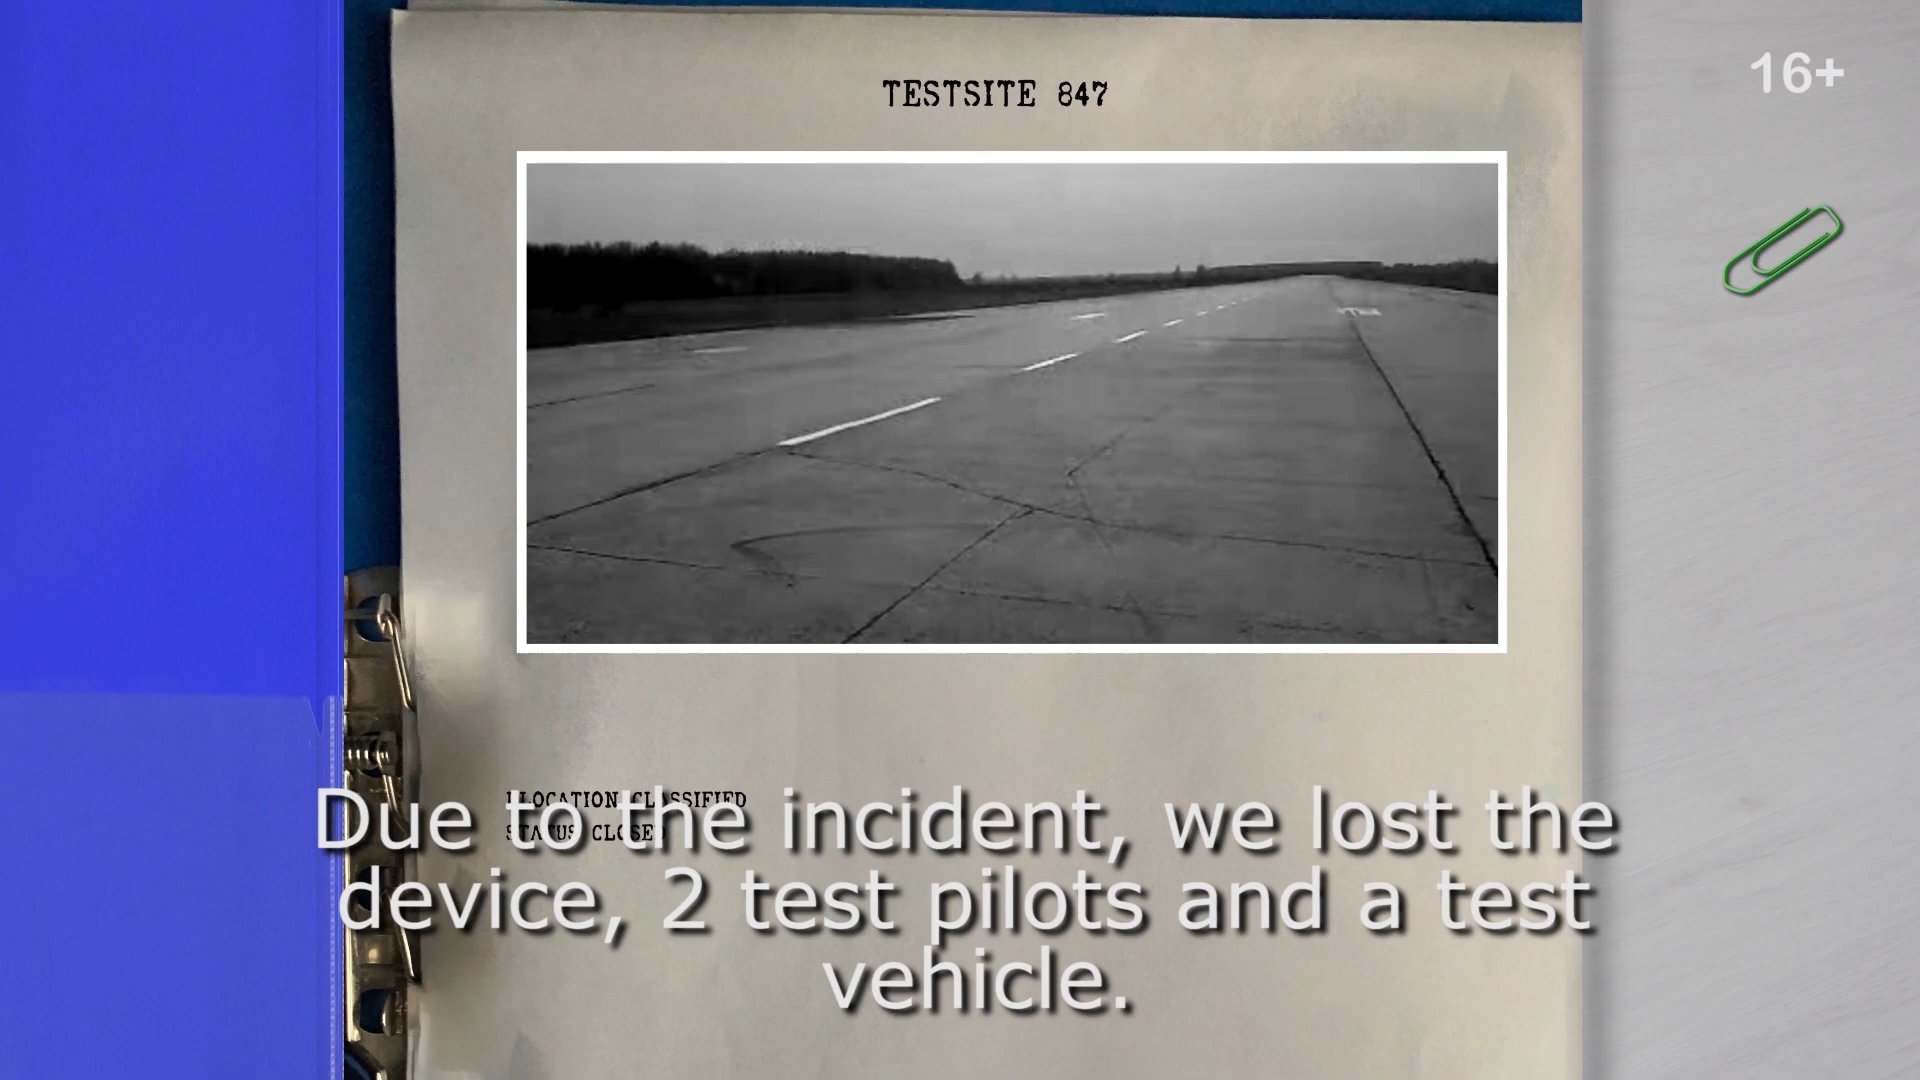 TESTSITE 847
16+
LOCATION CLASSIFIED
STATUS CLOSED
Due to the incident, we lost the
device, 2 test pilots and a test
vehicle.